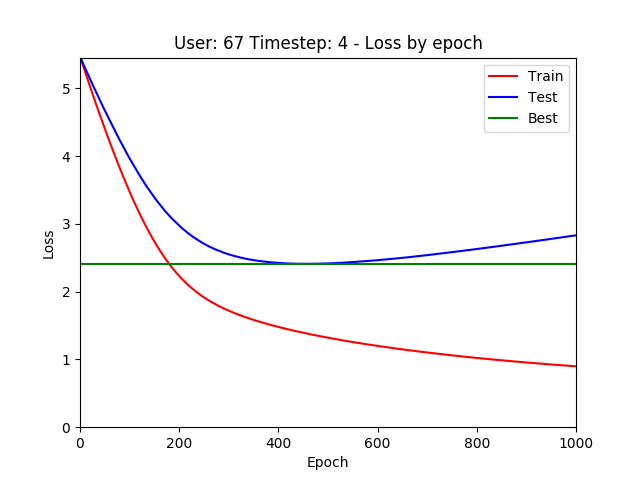 User: 67 Timestep: 4 - Loss by epoch
Train
Test
Best
Loss
5
4
3
2
1
0
0 200 400 600 800 1000
Epoch